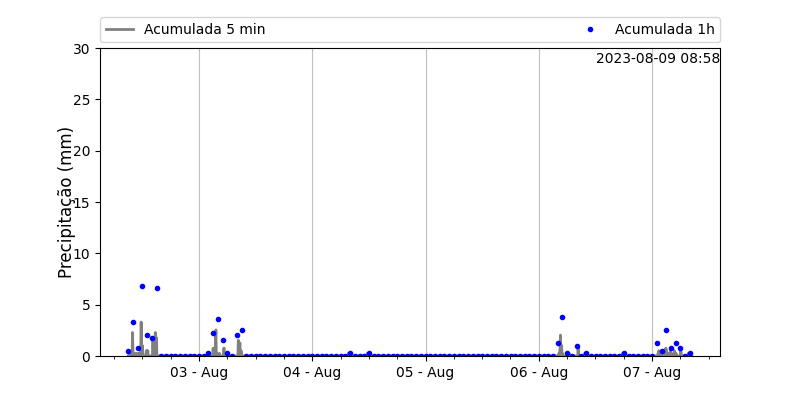 Acumulada 5 min
Acumulada 1h
2023-08-09 08:58
Precipitação (mm)
30
25
20
15
10
5
0
03 - Aug
04 - Aug
05 - Aug
06 - Aug
07 - Aug